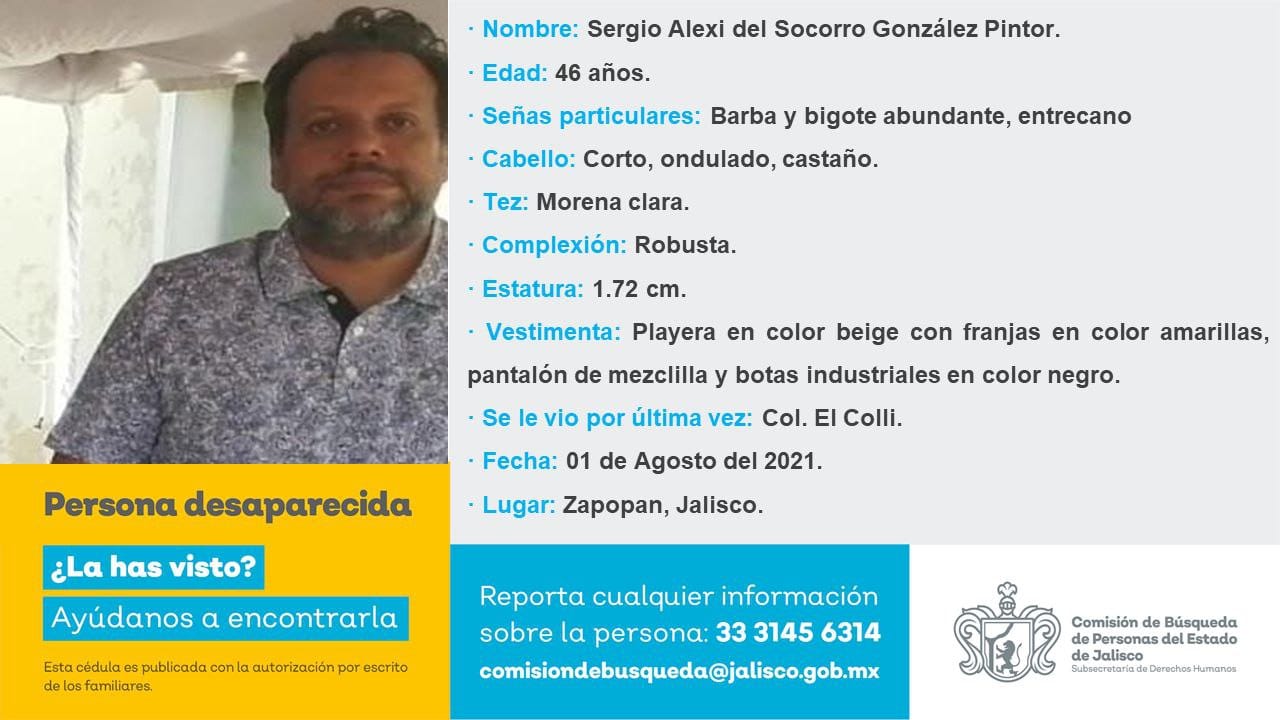 · Nombre: Sergio Alexi del Socorro González Pintor.
· Edad: 46 años.
· Señas particulares: Barba y bigote abundante, entrecano
· Cabello: Corto, ondulado, castaño.
· Tez: Morena clara.
· Complexión: Robusta.
· Estatura: 1.72 cm.
· Vestimenta: Playera en color beige con franjas en color amarillas,
pantalón de mezclilla y botas industriales en color negro.
· Se le vio por última vez: Col. El Colli.
· Fecha: 01 de Agosto del 2021.
· Lugar: Zapopan, Jalisco.
Persona desaparecida
¿La has visto?
Ayúdanos a encontrarla
Esta cédula es publicada con la autorización por escrito
de los familiares.
Reporta cualquier información
sobre la persona: 33 3145 6314
comisiondebusqueda@jalisco.gob.mx
Comisión de Búsqueda
de Personas del Estado
de Jalisco
Subsecretaría de Derechos Humanos